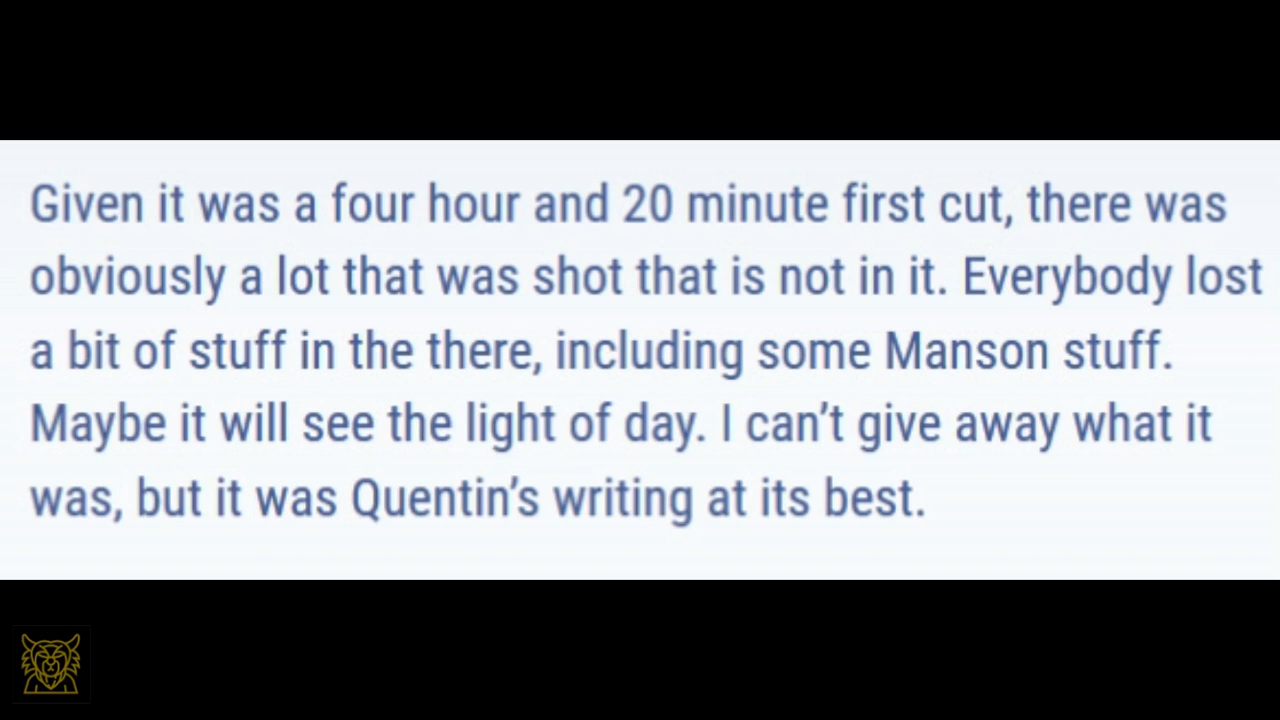 Given it was a four hour and 20 minute first cut, there was
obviously a lot that was shot that is not in it. Everybody lost
a bit of stuff in the there, including some Manson stuff.
Maybe it will see the light of day. I can’t give away what it
was, but it was Quentin’s writing at its best.